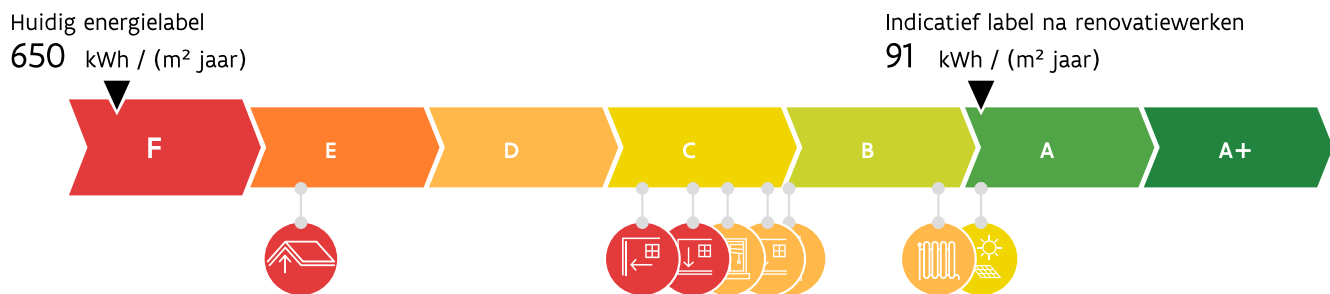 Huidig energielabel
650 kWh / (m² jaar)
Indicatief label na renovatiewerken
91 kWh / (m² jaar)
F E D C B A A+